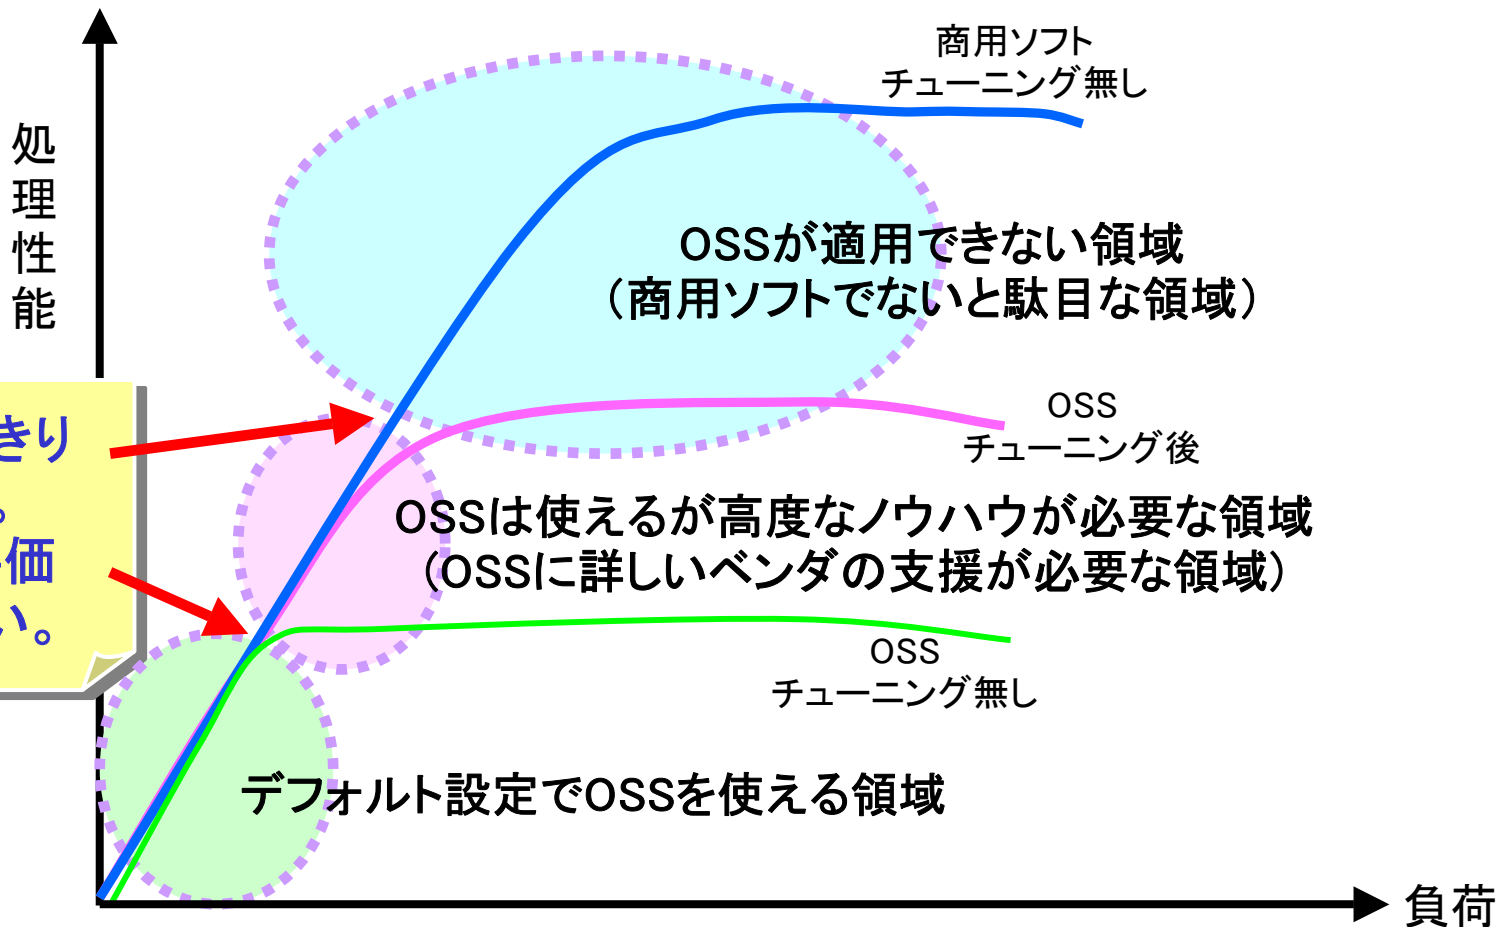 商用ソフト
チューニング無し
処理性能
OSSが適用できない領域
（商用ソフトでないと駄目な領域）
OSS
チューニング後
きり
。
価
い。
OSSは使えるが高度なノウハウが必要な領域
（OSSに詳しいベンダの支援が必要な領域）
OSS
チューニング無し
デフォルト設定でOSSを使える領域
負荷